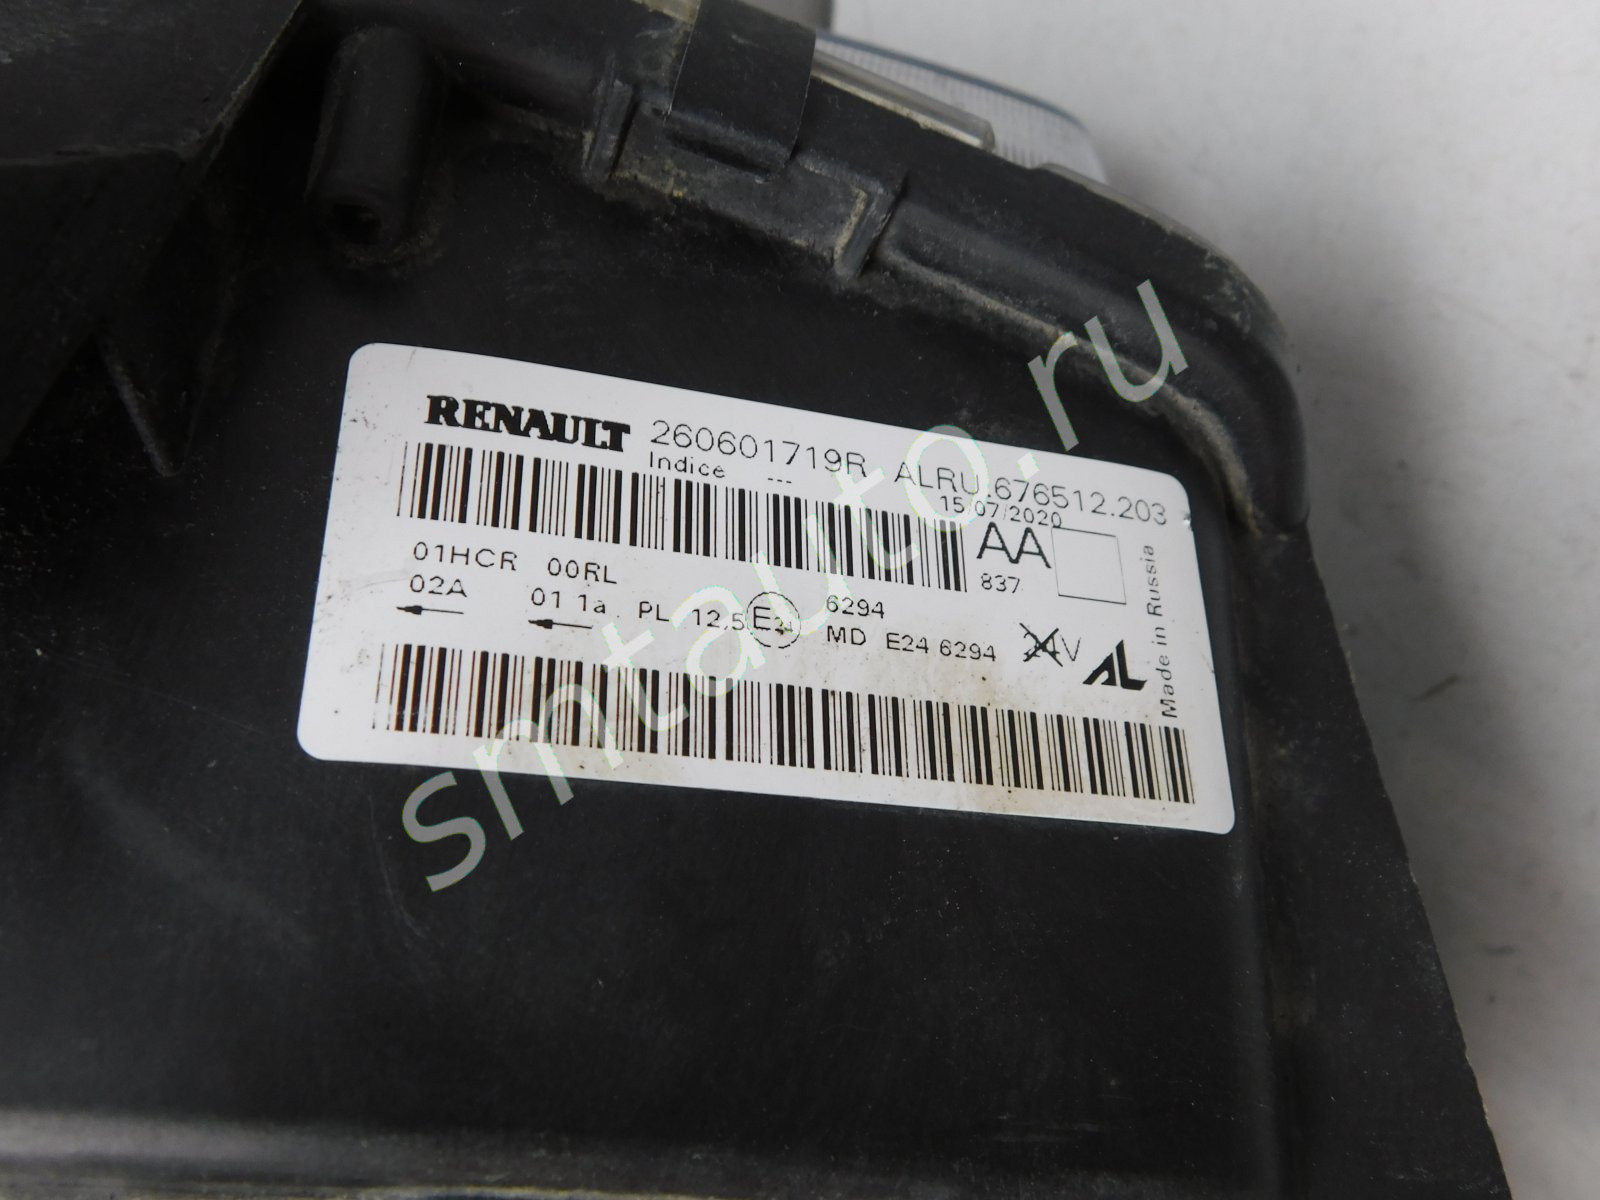 RENAULT 260601719R ALRU.676512.203
Indice --- 15/07/2020
AA
837
01HCR 00RL
02A 01 1a PL 12,5 E24 6294
MD E24 6294 24V AL
Made in Russia
smtauto.ru